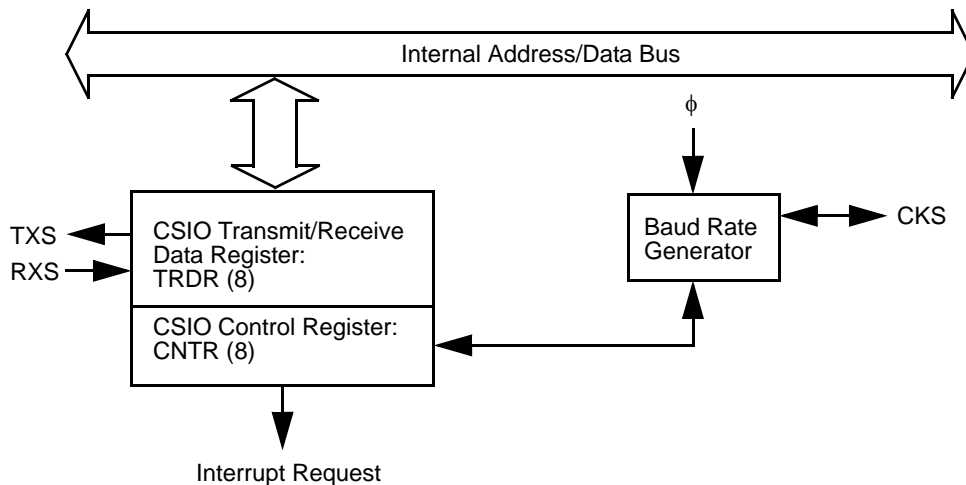 Internal Address/Data Bus
ϕ
TXS
RXS
CSIO Transmit/Receive
Data Register:
TRDR (8)
CSIO Control Register:
CNTR (8)
Baud Rate
Generator
CKS
Interrupt Request